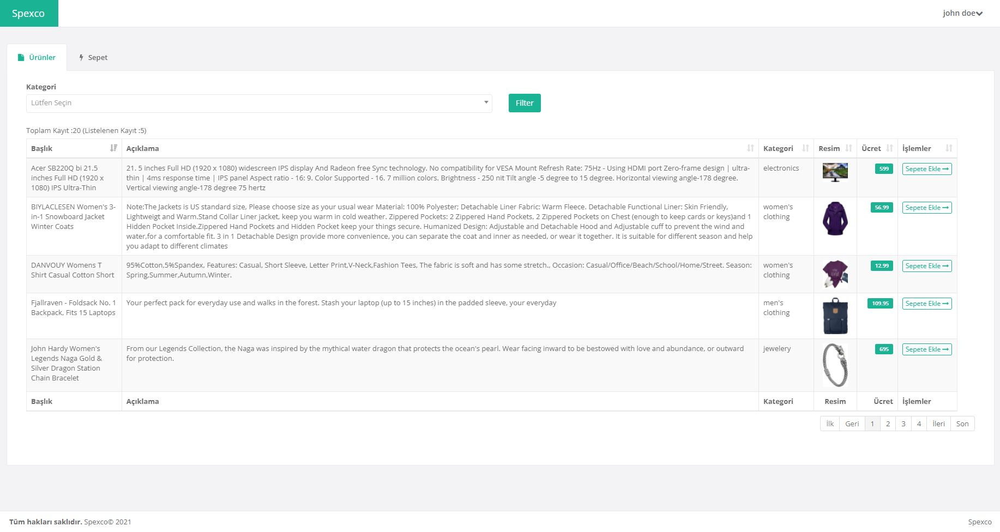 Spexco
john doe
Ürünler
Sepet
Kategori
Lütfen Seçin
Filter
Toplam Kayıt :20 (Listelenen Kayıt :5)
Başlık Açıklama Kategori Resim Ücret İşlemler
Acer SB220Q bi 21.5
inches Full HD (1920 x
1080) IPS Ultra-Thin
21. 5 inches Full HD (1920 x 1080) widescreen IPS display And Radeon free Sync technology. No compatibility for VESA Mount Refresh Rate: 75Hz - Using HDMI port Zero-frame design | ultra-
thin | 4ms response time | IPS panel Aspect ratio - 16: 9. Color Supported - 16. 7 million colors. Brightness - 250 nit Tilt angle -5 degree to 15 degree. Horizontal viewing angle-178 degree.
Vertical viewing angle-178 degree 75 hertz
electronics
599
Sepete Ekle
BIYLACLESEN Women's 3-
in-1 Snowboard Jacket
Winter Coats
Note:The Jackets is US standard size, Please choose size as your usual wear Material: 100% Polyester; Detachable Liner Fabric: Warm Fleece. Detachable Functional Liner: Skin Friendly,
Lightweigt and Warm.Stand Collar Liner jacket, keep you warm in cold weather. Zippered Pockets: 2 Zippered Hand Pockets, 2 Zippered Pockets on Chest (enough to keep cards or keys)and 1
Hidden Pocket Inside.Zippered Hand Pockets and Hidden Pocket keep your things secure. Humanized Design: Adjustable and Detachable Hood and Adjustable cuff to prevent the wind and
water,for a comfortable fit. 3 in 1 Detachable Design provide more convenience, you can separate the coat and inner as needed, or wear it together. It is suitable for different season and help
you adapt to different climates
women's
clothing
56.99
Sepete Ekle
DANVOUY Womens T
Shirt Casual Cotton Short
95%Cotton,5%Spandex, Features: Casual, Short Sleeve, Letter Print,V-Neck,Fashion Tees, The fabric is soft and has some stretch., Occasion: Casual/Office/Beach/School/Home/Street. Season:
Spring,Summer,Autumn,Winter.
women's
clothing
12.99
Sepete Ekle
Fjallraven - Foldsack No. 1
Backpack, Fits 15 Laptops
Your perfect pack for everyday use and walks in the forest. Stash your laptop (up to 15 inches) in the padded sleeve, your everyday
men's
clothing
109.95
Sepete Ekle
John Hardy Women's
Legends Naga Gold &
Silver Dragon Station
Chain Bracelet
From our Legends Collection, the Naga was inspired by the mythical water dragon that protects the ocean's pearl. Wear facing inward to be bestowed with love and abundance, or outward
for protection.
jewelery
695
Sepete Ekle
Başlık Açıklama Kategori Resim Ücret İşlemler
İlk Geri 1 2 3 4 İleri Son
Tüm hakları saklıdır. Spexco© 2021
Spexco